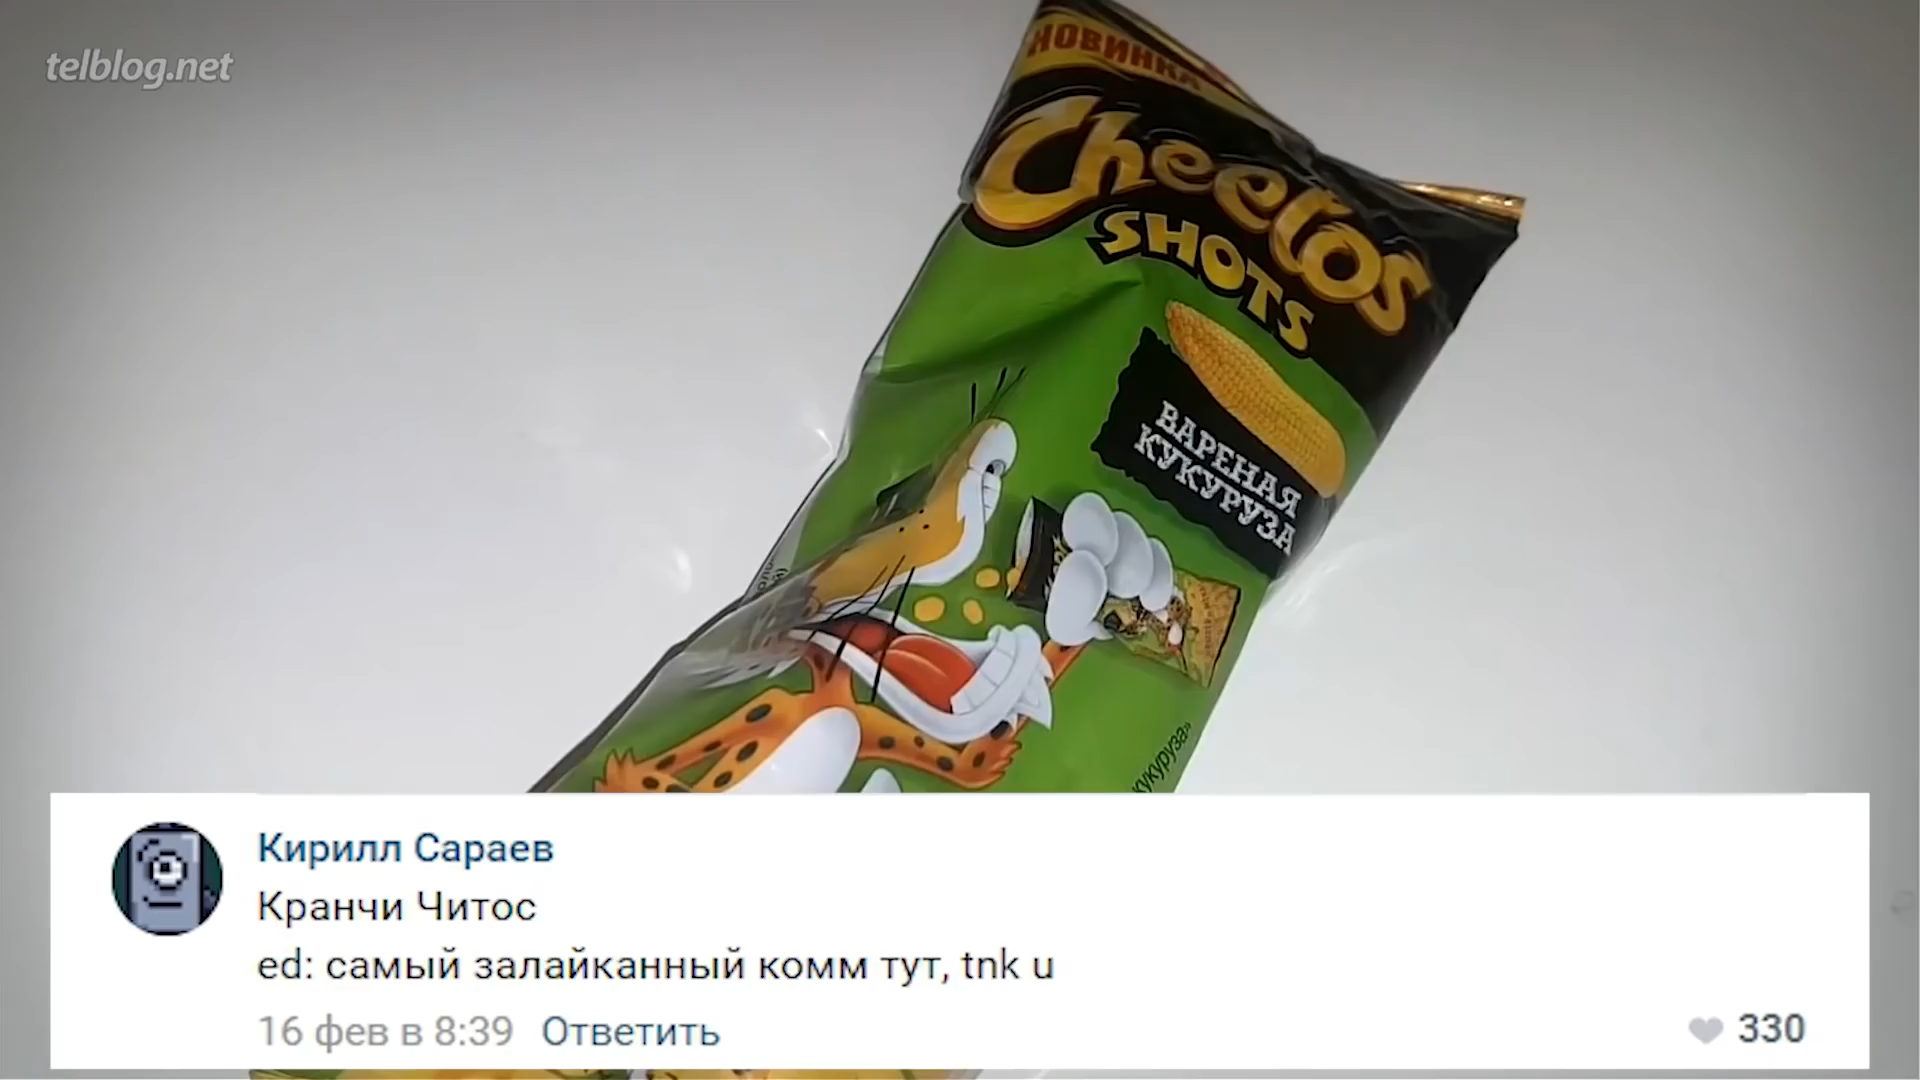 telblog.net
НОВИНКА
Cheetos
SHOTS
ВАРЕНАЯ
КУКУРУЗА
кукуруза»
Кирилл Сараев
Кранчи Читос
ed: самый залайканный комм тут, tnk u
16 фев в 8:39 Ответить
330